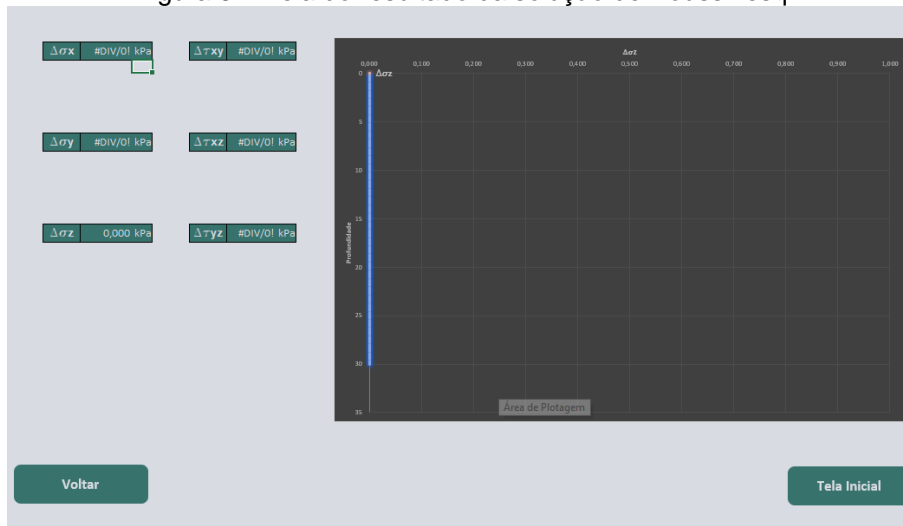 Δσx #DIV/0! kPa Δτxy #DIV/0! kPa
Δσy #DIV/0! kPa Δτxz #DIV/0! kPa
Δσz 0,000 kPa Δτyz #DIV/0! kPa
Δσz
0,000 0,100 0,200 0,300 0,400 0,500 0,600 0,700 0,800 0,900 1,000
Δσz
0
5
10
15
20
25
30
35
Profundidade
Área de Plotagem
Voltar
Tela Inicial